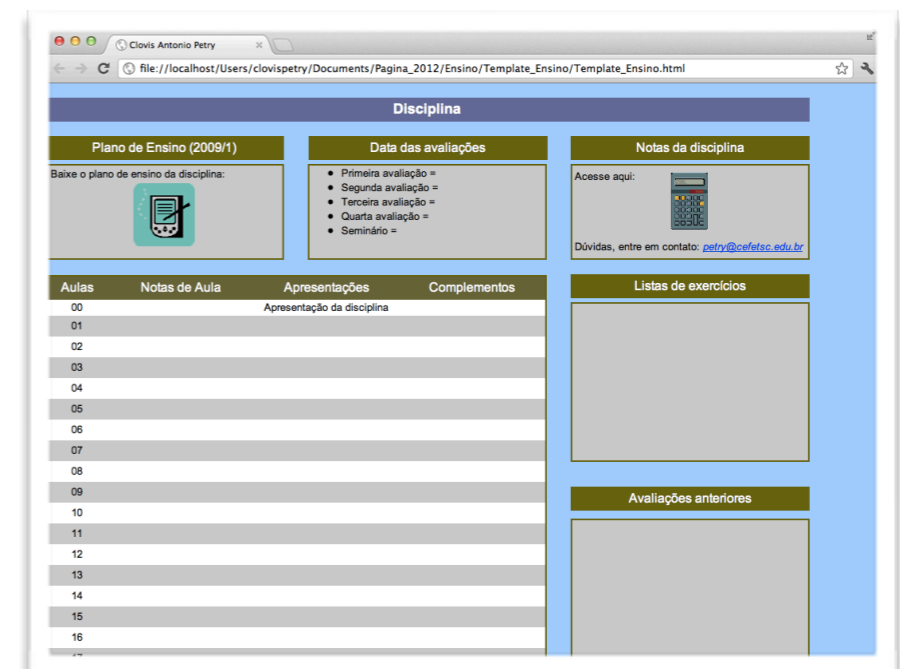 Clovis Antonio Petry
file://localhost/Users/clovispetry/Documents/Pagina_2012/Ensino/Template_Ensino/Template_Ensino.html
Disciplina
Plano de Ensino (2009/1)
Baixe o plano de ensino da disciplina:
Data das avaliações
Primeira avaliação =
Segunda avaliação =
Terceira avaliação =
Quarta avaliação =
Seminário =
Notas da disciplina
Acesse aqui:
Dúvidas, entre em contato: petry@cefetsc.edu.br
Aulas Notas de Aula Apresentações Complementos
00 Apresentação da disciplina
01
02
03
04
05
06
07
08
09
10
11
12
13
14
15
16
Listas de exercícios
Avaliações anteriores